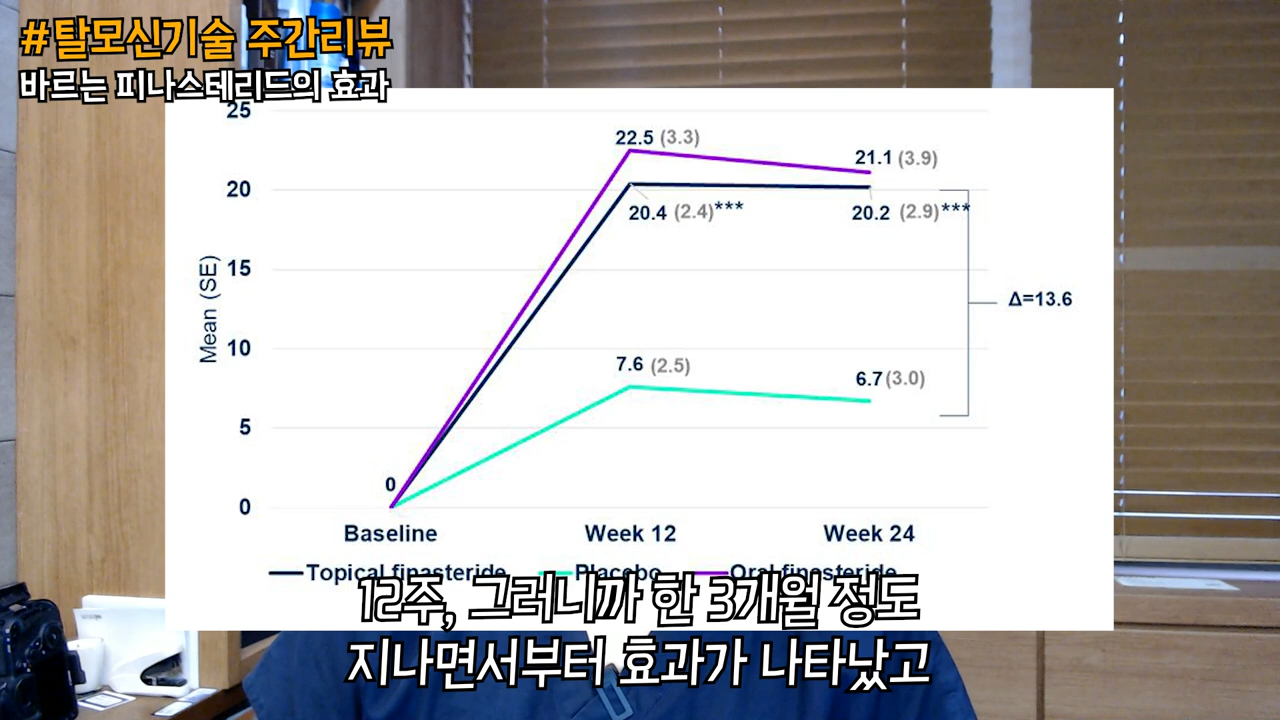 #탈모신기술 주간리뷰
바르는 피나스테리드의 효과
25
20
15
10
5
0
Mean (SE)
22.5 (3.3)
21.1 (3.9)
20.4 (2.4)***
20.2 (2.9)***
Δ=13.6
7.6 (2.5)
6.7 (3.0)
0
Baseline Week 12 Week 24
Topical finasteride Placebo Oral finasteride
12주, 그러니까 한 3개월 정도
지나면서부터 효과가 나타났고